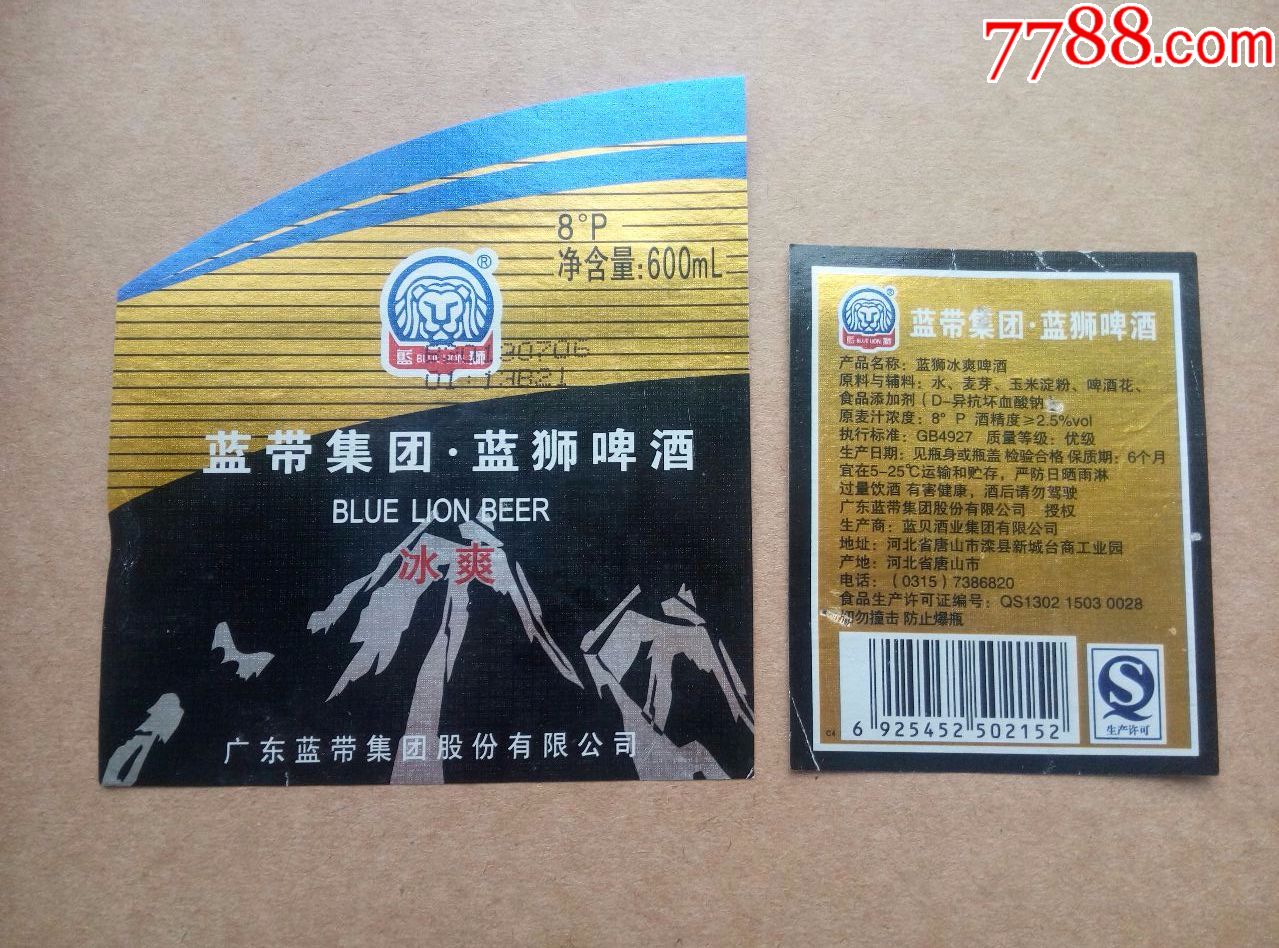 7788.com
8°P
净含量:600mL
®
藍 BLUE LION 獅
20130705
01:13B21
蓝带集团·蓝狮啤酒
BLUE LION BEER
冰爽
广东蓝带集团股份有限公司
®
藍 BLUE LION 獅
蓝带集团·蓝狮啤酒
产品名称：蓝狮冰爽啤酒
原料与辅料：水、麦芽、玉米淀粉、啤酒花、
食品添加剂（D-异抗坏血酸钠
原麦汁浓度：8°P 酒精度≥2.5%vol
执行标准：GB4927 质量等级：优级
生产日期：见瓶身或瓶盖 检验合格 保质期：6个月
宜在5-25℃运输和贮存，严防日晒雨淋
过量饮酒 有害健康，酒后请勿驾驶
广东蓝带集团股份有限公司 授权
生产商：蓝贝酒业集团有限公司
地址：河北省唐山市滦县新城台商工业园
产地：河北省唐山市
电话：（0315）7386820
食品生产许可证编号：QS1302 1503 0028
切勿撞击 防止爆瓶
C4
6 925452 502152
生产许可